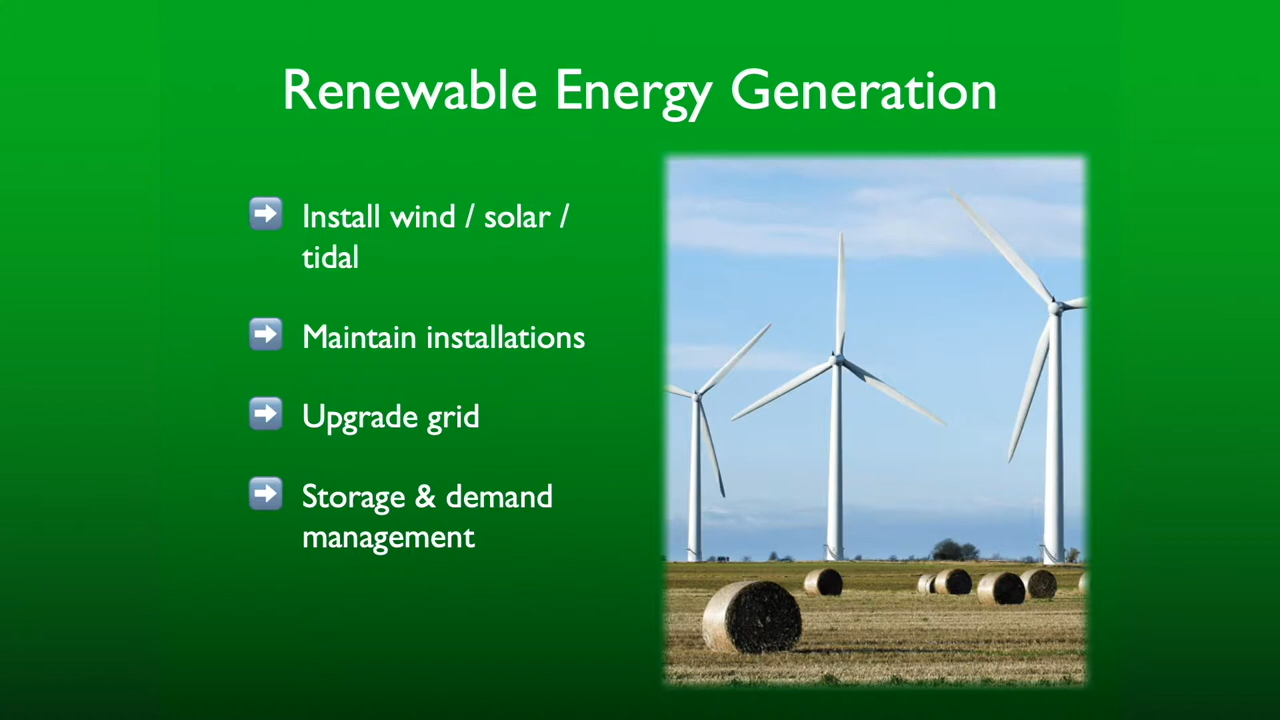 Renewable Energy Generation
Install wind / solar /
tidal
Maintain installations
Upgrade grid
Storage & demand
management